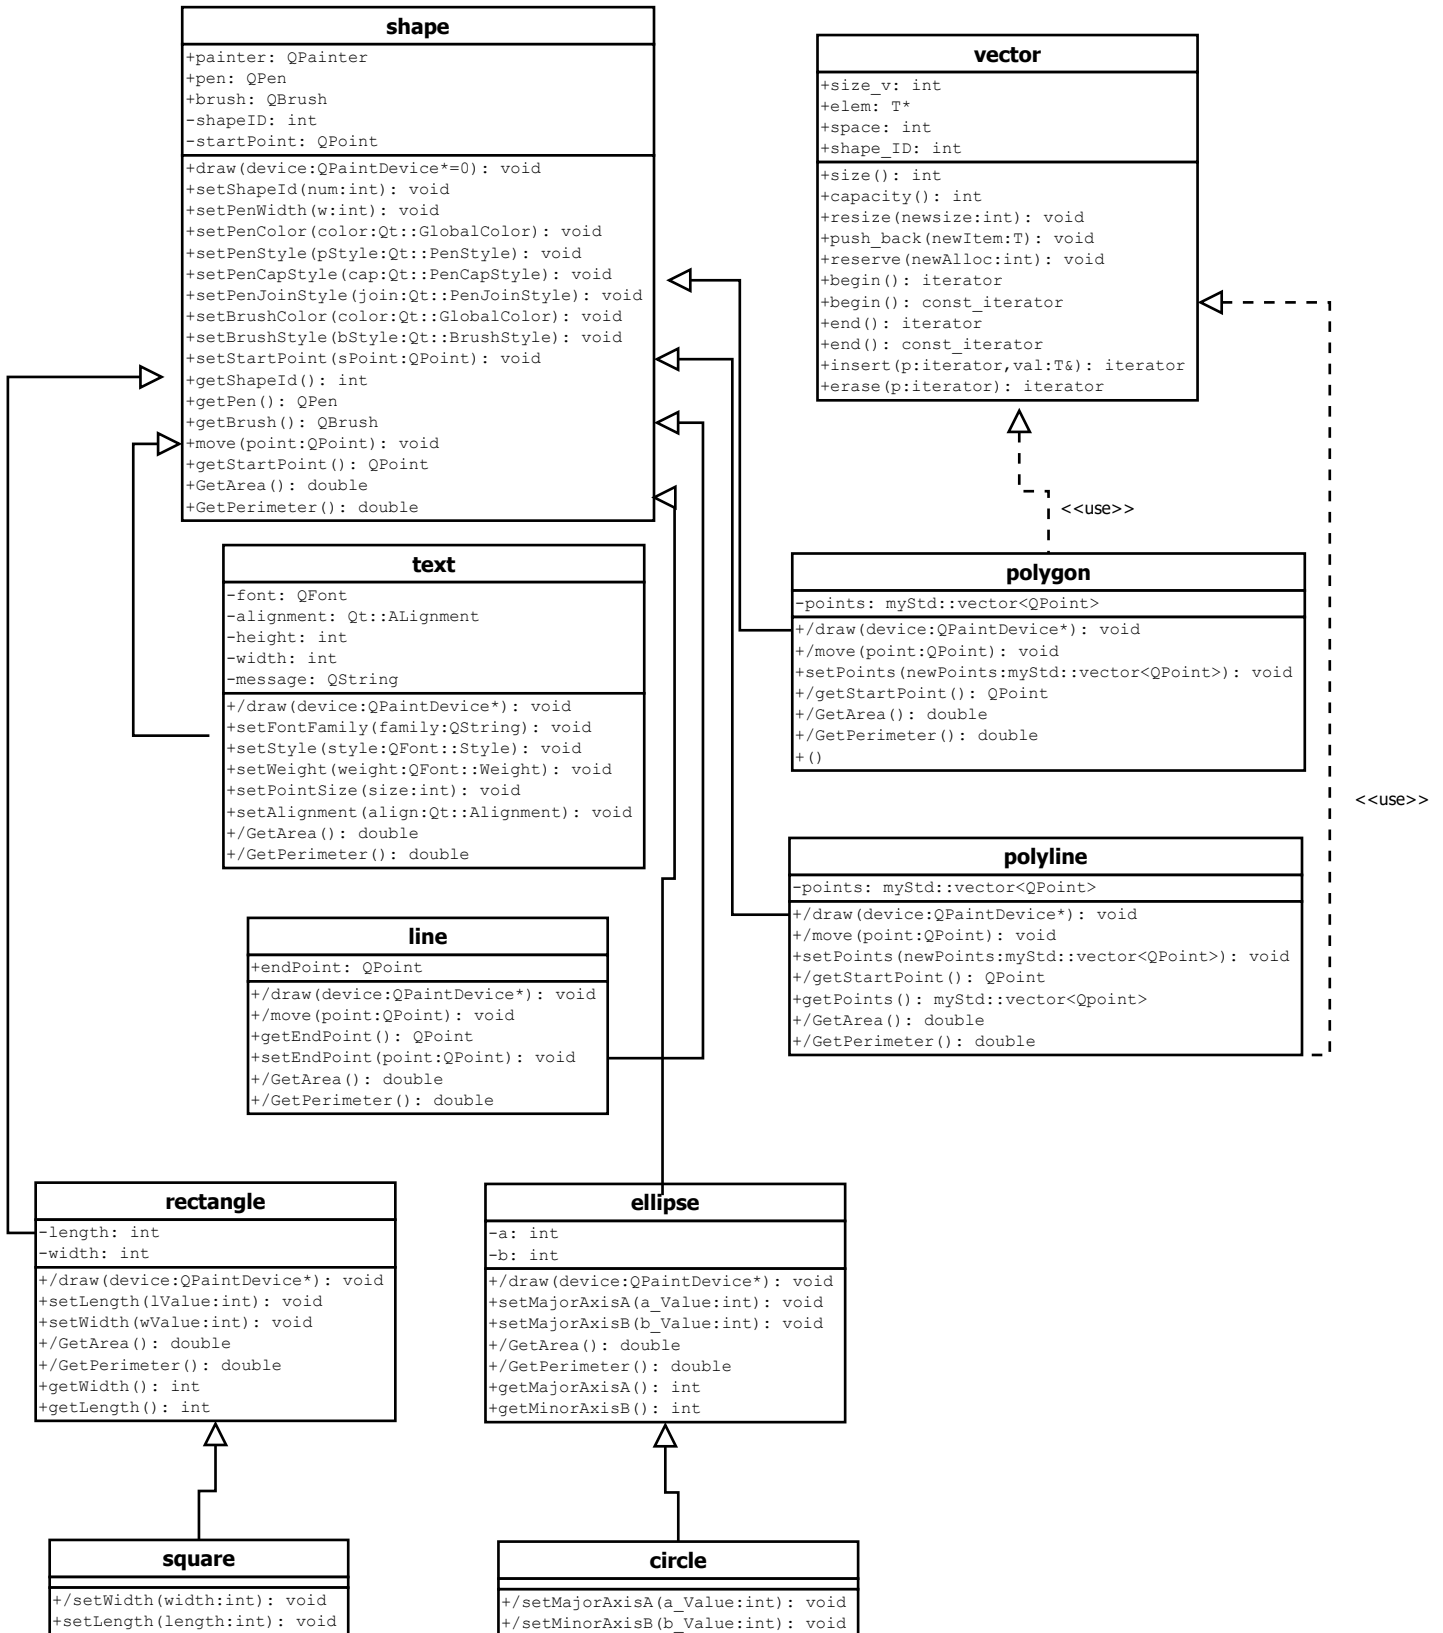 shape
+painter: QPainter
+pen: QPen
+brush: QBrush
-shapeID: int
-startPoint: QPoint
+draw(device:QPaintDevice*=0): void
+setShapeId(num:int): void
+setPenWidth(w:int): void
+setPenColor(color:Qt::GlobalColor): void
+setPenStyle(pStyle:Qt::PenStyle): void
+setPenCapStyle(cap:Qt::PenCapStyle): void
+setPenJoinStyle(join:Qt::PenJoinStyle): void
+setBrushColor(color:Qt::GlobalColor): void
+setBrushStyle(bStyle:Qt::BrushStyle): void
+setStartPoint(sPoint:QPoint): void
+getShapeId(): int
+getPen(): QPen
+getBrush(): QBrush
+move(point:QPoint): void
+getStartPoint(): QPoint
+GetArea(): double
+GetPerimeter(): double
vector
+size_v: int
+elem: T*
+space: int
+shape_ID: int
+size(): int
+capacity(): int
+resize(newsize:int): void
+push_back(newItem:T): void
+reserve(newAlloc:int): void
+begin(): iterator
+begin(): const_iterator
+end(): iterator
+end(): const_iterator
+insert(p:iterator,val:T&): iterator
+erase(p:iterator): iterator
<<use>>
text
-font: QFont
-alignment: Qt::ALignment
-height: int
-width: int
-message: QString
+/draw(device:QPaintDevice*): void
+setFontFamily(family:QString): void
+setStyle(style:QFont::Style): void
+setWeight(weight:QFont::Weight): void
+setPointSize(size:int): void
+setAlignment(align:Qt::Alignment): void
+/GetArea(): double
+/GetPerimeter(): double
polygon
-points: myStd::vector<QPoint>
+/draw(device:QPaintDevice*): void
+/move(point:QPoint): void
+setPoints(newPoints:myStd::vector<QPoint>): void
+/getStartPoint(): QPoint
+/GetArea(): double
+/GetPerimeter(): double
+()
<<use>>
polyline
-points: myStd::vector<QPoint>
+/draw(device:QPaintDevice*): void
+/move(point:QPoint): void
+setPoints(newPoints:myStd::vector<QPoint>): void
+/getStartPoint(): QPoint
+getPoints(): myStd::vector<Qpoint>
+/GetArea(): double
+/GetPerimeter(): double
line
+endPoint: QPoint
+/draw(device:QPaintDevice*): void
+/move(point:QPoint): void
+getEndPoint(): QPoint
+setEndPoint(point:QPoint): void
+/GetArea(): double
+/GetPerimeter(): double
rectangle
-length: int
-width: int
+/draw(device:QPaintDevice*): void
+setLength(lValue:int): void
+setWidth(wValue:int): void
+/GetArea(): double
+/GetPerimeter(): double
+getWidth(): int
+getLength(): int
ellipse
-a: int
-b: int
+/draw(device:QPaintDevice*): void
+setMajorAxisA(a_Value:int): void
+setMajorAxisB(b_Value:int): void
+/GetArea(): double
+/GetPerimeter(): double
+getMajorAxisA(): int
+getMinorAxisB(): int
square
+/setWidth(width:int): void
+setLength(length:int): void
circle
+/setMajorAxisA(a_Value:int): void
+/setMinorAxisB(b_Value:int): void